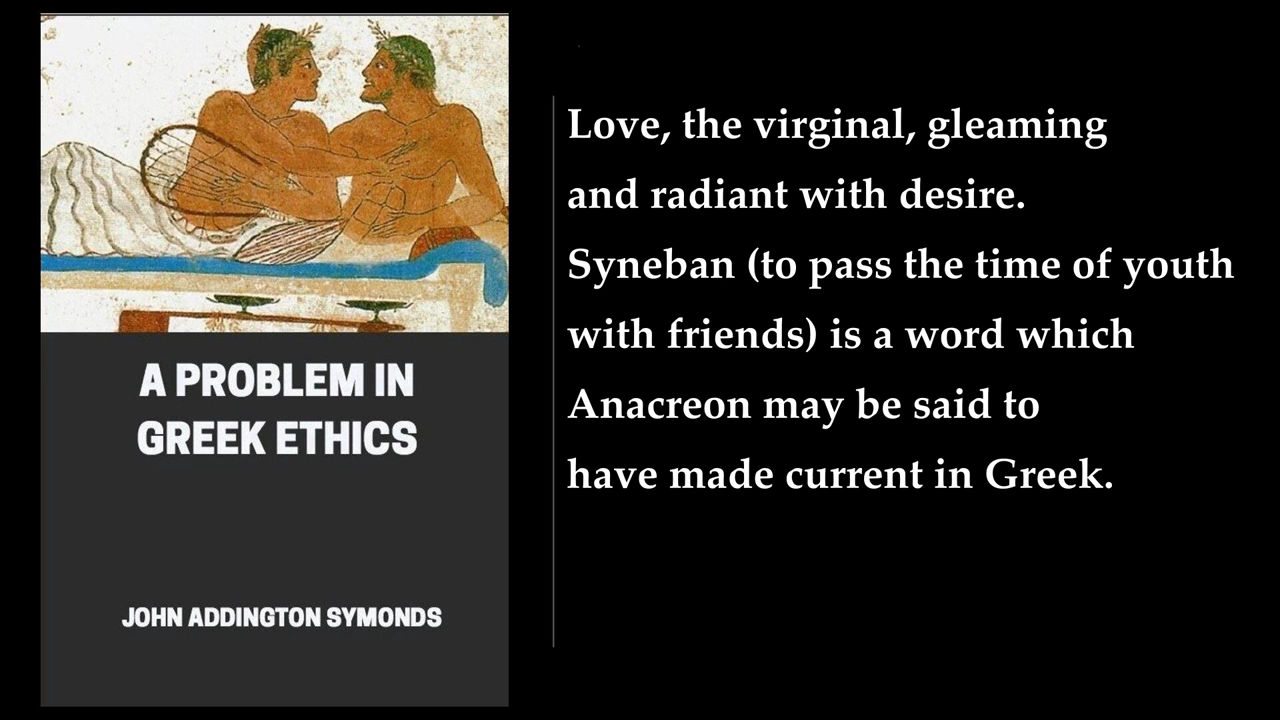 A PROBLEM IN
GREEK ETHICS
JOHN ADDINGTON SYMONDS
Love, the virginal, gleaming
and radiant with desire.
Syneban (to pass the time of youth
with friends) is a word which
Anacreon may be said to
have made current in Greek.